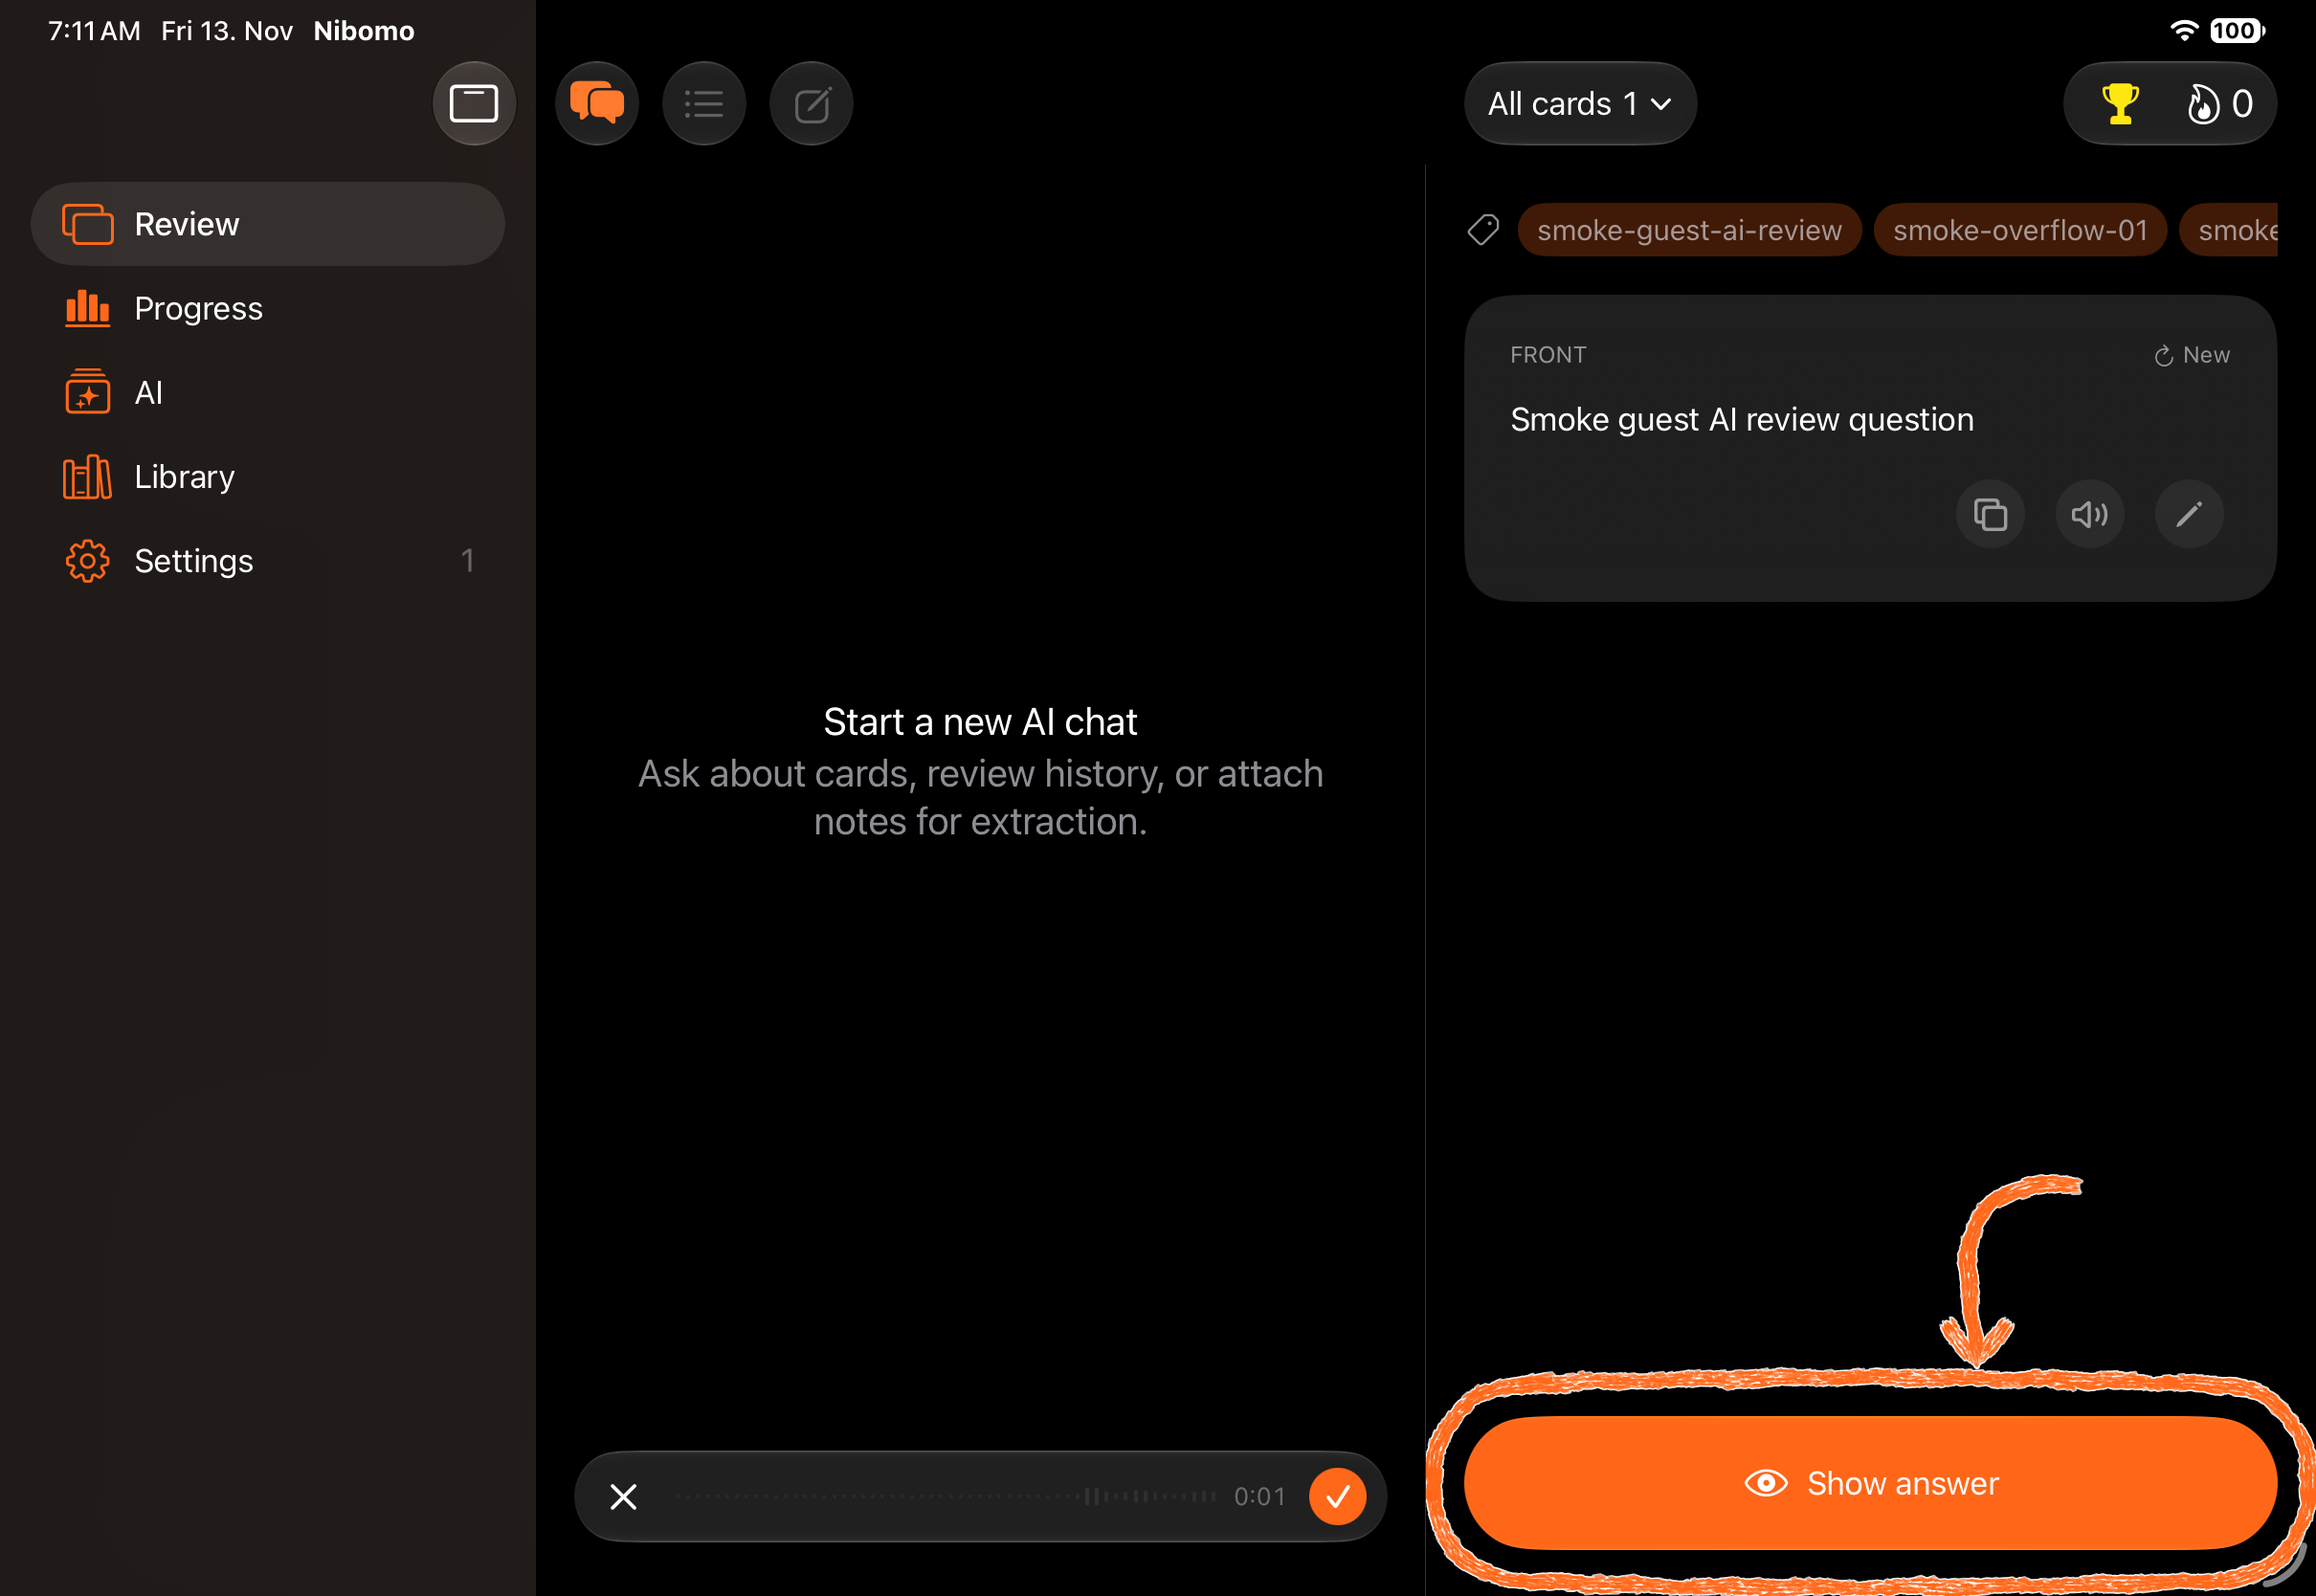 7:11 AM Fri 13. Nov Nibomo
100
All cards 1
0
Review
Progress
AI
Library
Settings 1
smoke-guest-ai-review smoke-overflow-01 smoke
FRONT
New
Smoke guest AI review question
Start a new AI chat
Ask about cards, review history, or attach
notes for extraction.
0:01
Show answer